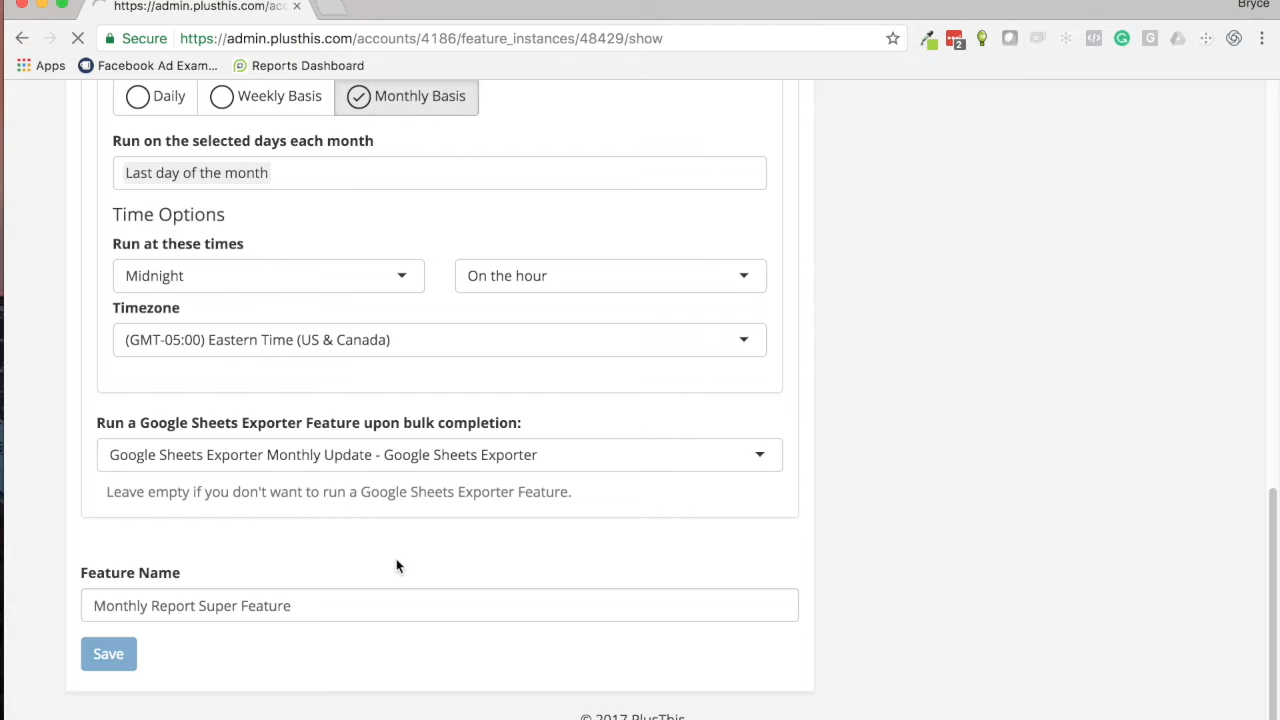 https://admin.plusthis.com/acc
Bryce
Secure https://admin.plusthis.com/accounts/4186/feature_instances/48429/show
2
Apps Facebook Ad Exam... Reports Dashboard
Daily Weekly Basis Monthly Basis
Run on the selected days each month
Last day of the month
Time Options
Run at these times
Midnight On the hour
Timezone
(GMT-05:00) Eastern Time (US & Canada)
Run a Google Sheets Exporter Feature upon bulk completion:
Google Sheets Exporter Monthly Update - Google Sheets Exporter
Leave empty if you don't want to run a Google Sheets Exporter Feature.
Feature Name
Monthly Report Super Feature
Save
© 2017 PlusThis